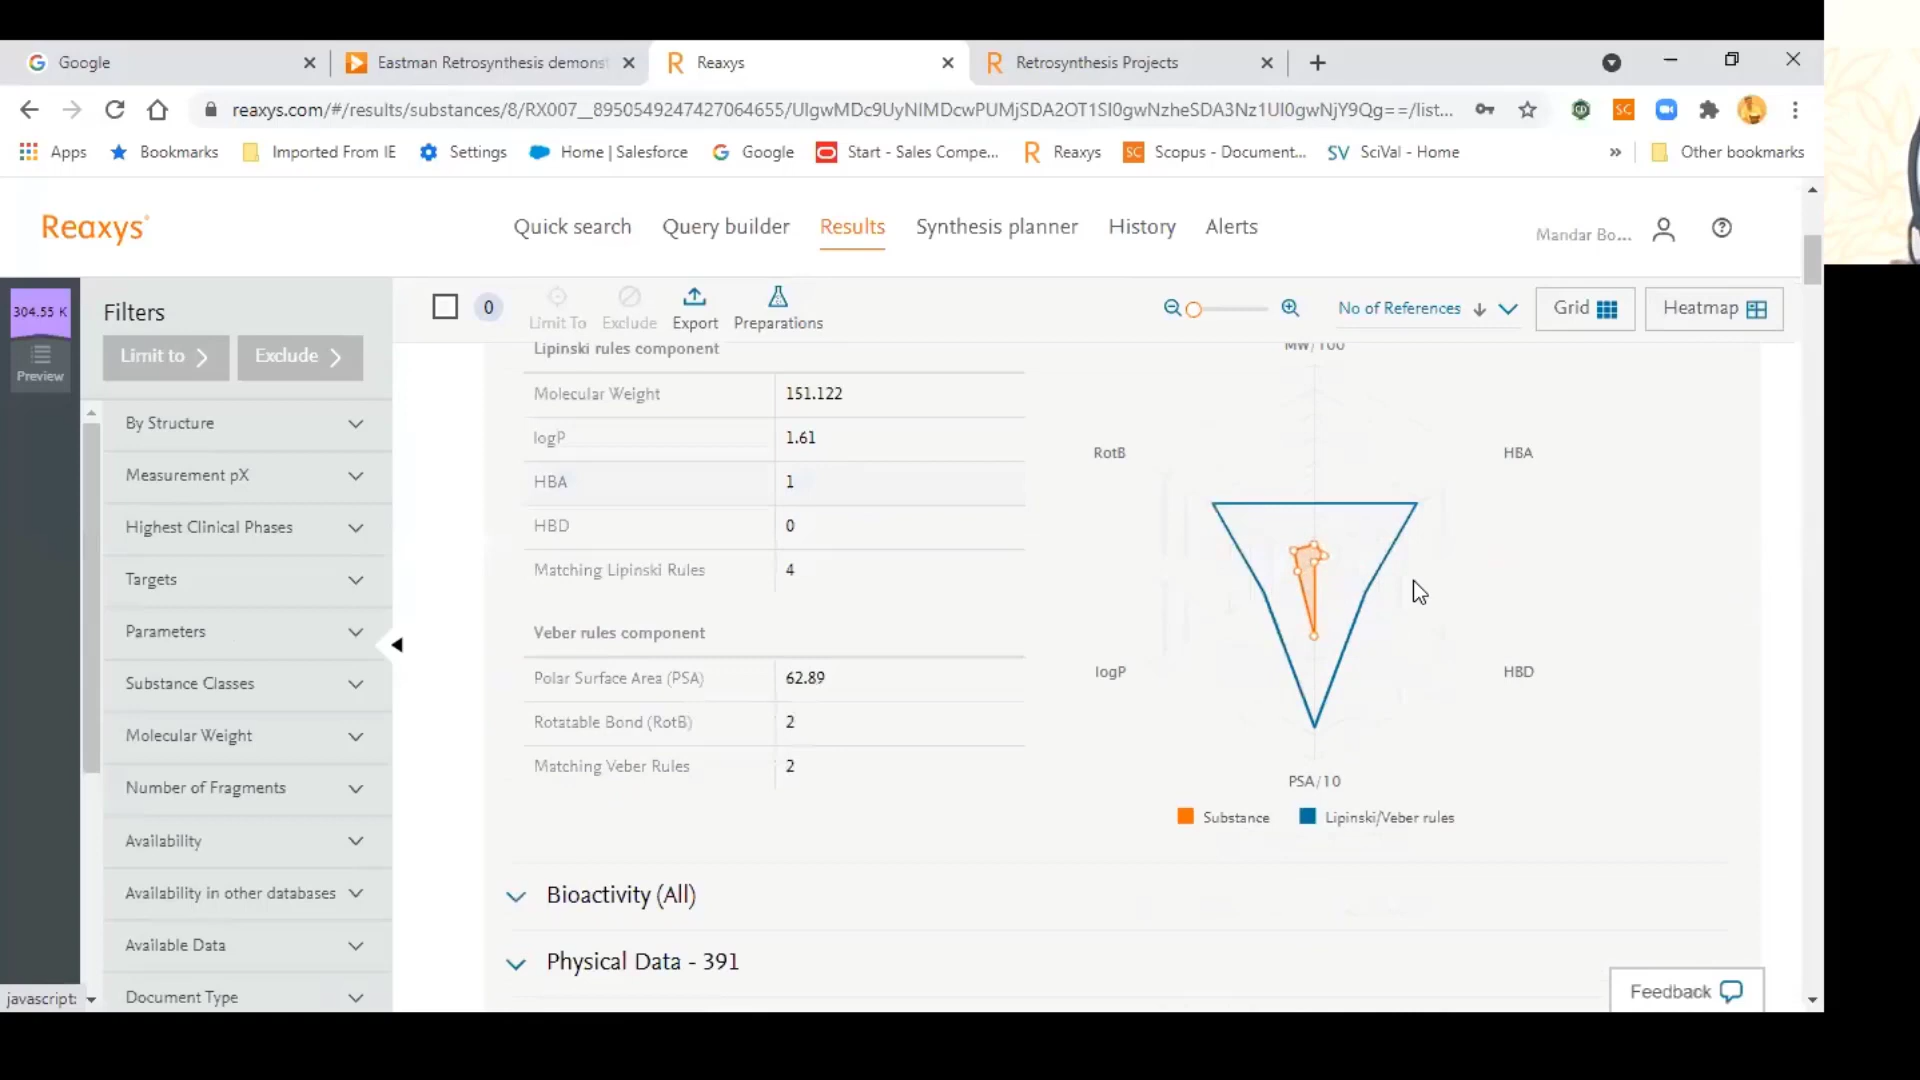 Google
Eastman Retrosynthesis demons
Reaxys
Retrosynthesis Projects
reaxys.com/#/results/substances/8/RX007__8950549247427064655/UlgwMDc9UyNIMDcwPUMjSDA2OT1SI0gwNzheSDA3Nz1UI0gwNjY9Qg==/list...
Apps
Bookmarks
Imported From IE
Settings
Home | Salesforce
Google
Start - Sales Compe...
Reaxys
SC Scopus - Document...
SV SciVal - Home
»
Other bookmarks
Reaxys
Quick search
Query builder
Results
Synthesis planner
History
Alerts
Mandar Bo...
304.55 K
Preview
Filters
Limit to
Exclude
0
Limit To
Exclude
Export
Preparations
No of References
Grid
Heatmap
By Structure
Measurement pX
Highest Clinical Phases
Targets
Parameters
Substance Classes
Molecular Weight
Number of Fragments
Availability
Availability in other databases
Available Data
Document Type
javascript:
Lipinski rules component
Molecular Weight 151.122
logP 1.61
HBA 1
HBD 0
Matching Lipinski Rules 4
Veber rules component
Polar Surface Area (PSA) 62.89
Rotatable Bond (RotB) 2
Matching Veber Rules 2
MW/100
RotB
HBA
logP
HBD
PSA/10
Substance
Lipinski/Veber rules
Bioactivity (All)
Physical Data - 391
Feedback